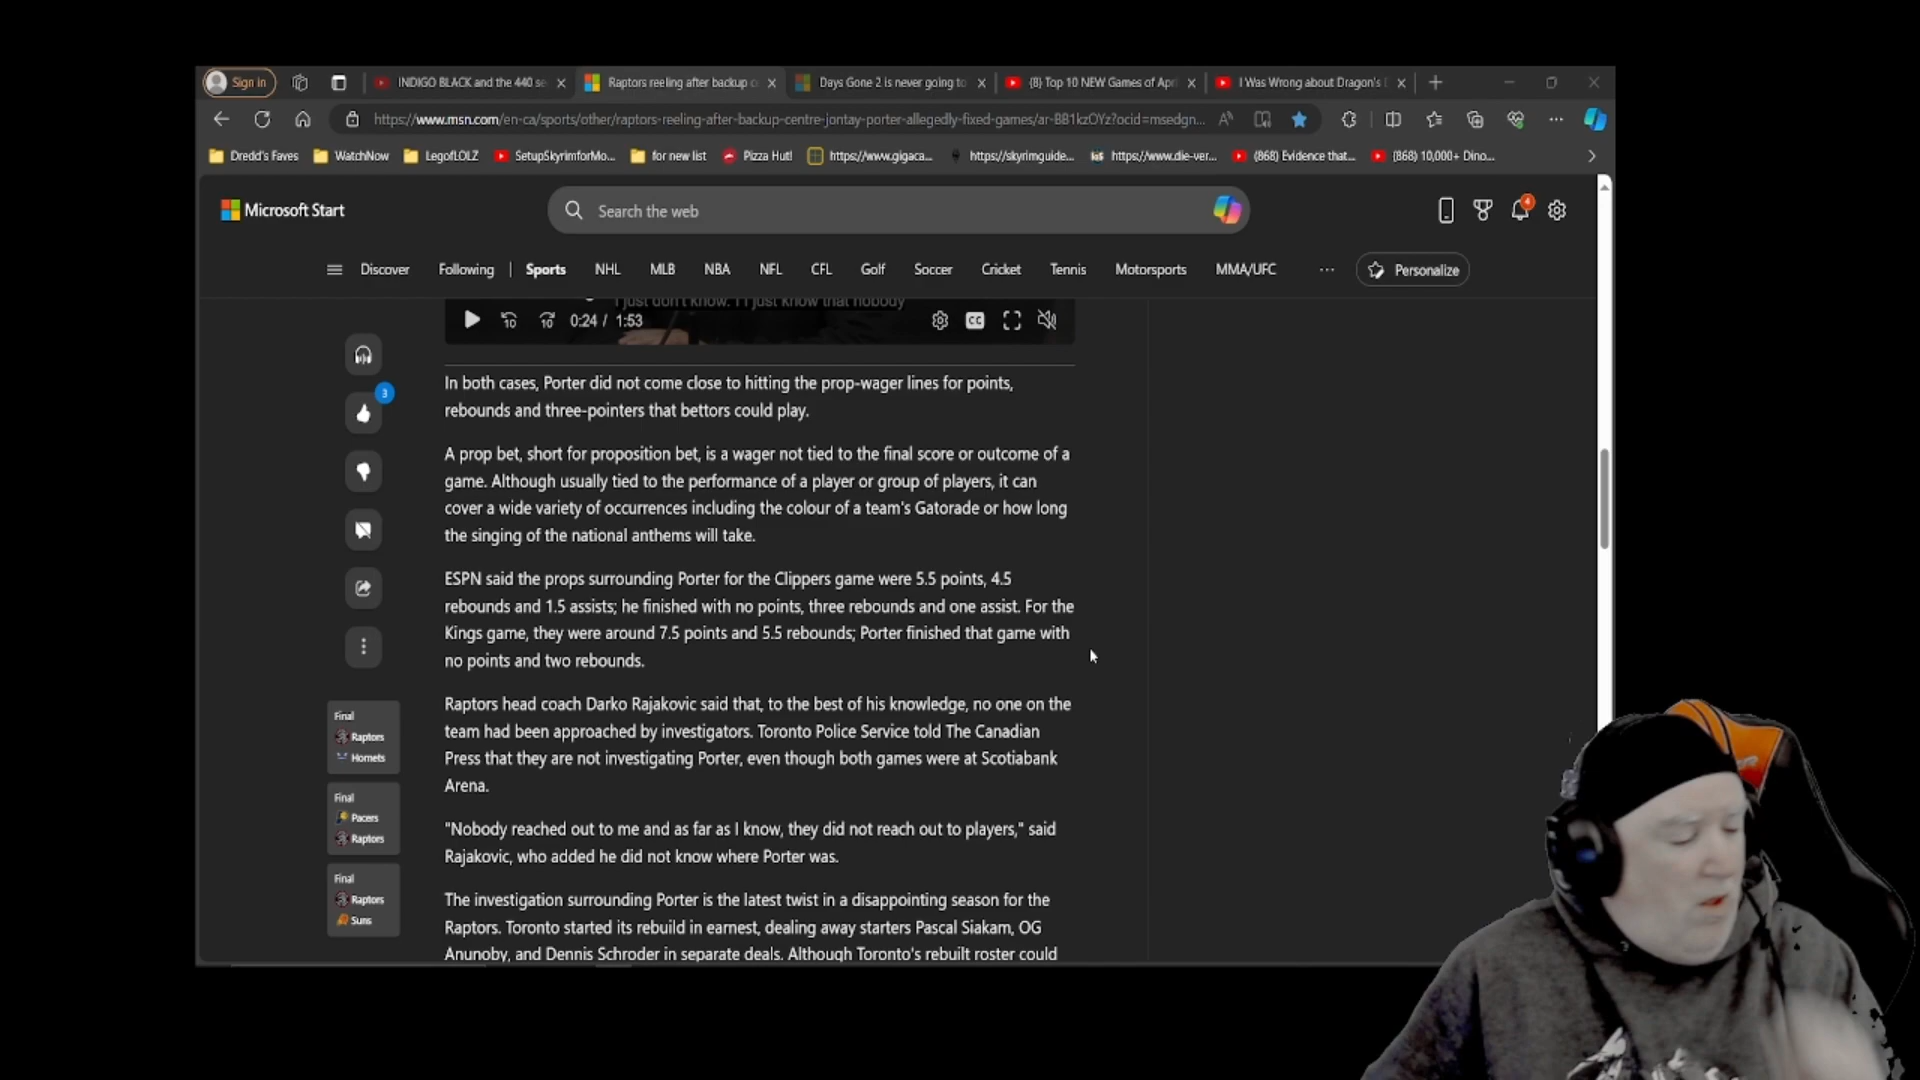 Sign in
INDIGO BLACK and the 440 se
Raptors reeling after backup c
Days Gone 2 is never going to
(8) Top 10 NEW Games of Apr
I Was Wrong about Dragon's D
https://www.msn.com/en-ca/sports/other/raptors-reeling-after-backup-centre-jontay-porter-allegedly-fixed-games/ar-BB1kzOYz?ocid=msedgn...
Dredd's Faves
WatchNow
LegofLOLZ
SetupSkyrimforMo...
for new list
Pizza Hut!
https://www.gigaca...
https://skyrimguide...
https://www.die-ver...
(868) Evidence that...
(868) 10,000+ Dino...
Microsoft Start
Search the web
4
Discover
Following
Sports
NHL
MLB
NBA
NFL
CFL
Golf
Soccer
Cricket
Tennis
Motorsports
MMA/UFC
Personalize
I just don't know. I I just know that nobody
10
10
0:24 / 1:53
CC
3
In both cases, Porter did not come close to hitting the prop-wager lines for points,
rebounds and three-pointers that bettors could play.
A prop bet, short for proposition bet, is a wager not tied to the final score or outcome of a
game. Although usually tied to the performance of a player or group of players, it can
cover a wide variety of occurrences including the colour of a team's Gatorade or how long
the singing of the national anthems will take.
ESPN said the props surrounding Porter for the Clippers game were 5.5 points, 4.5
rebounds and 1.5 assists; he finished with no points, three rebounds and one assist. For the
Kings game, they were around 7.5 points and 5.5 rebounds; Porter finished that game with
no points and two rebounds.
Raptors head coach Darko Rajakovic said that, to the best of his knowledge, no one on the
team had been approached by investigators. Toronto Police Service told The Canadian
Press that they are not investigating Porter, even though both games were at Scotiabank
Arena.
"Nobody reached out to me and as far as I know, they did not reach out to players," said
Rajakovic, who added he did not know where Porter was.
The investigation surrounding Porter is the latest twist in a disappointing season for the
Raptors. Toronto started its rebuild in earnest, dealing away starters Pascal Siakam, OG
Anunoby, and Dennis Schroder in separate deals. Although Toronto's rebuilt roster could
Final
Raptors
Hornets
Final
Pacers
Raptors
Final
Raptors
Suns